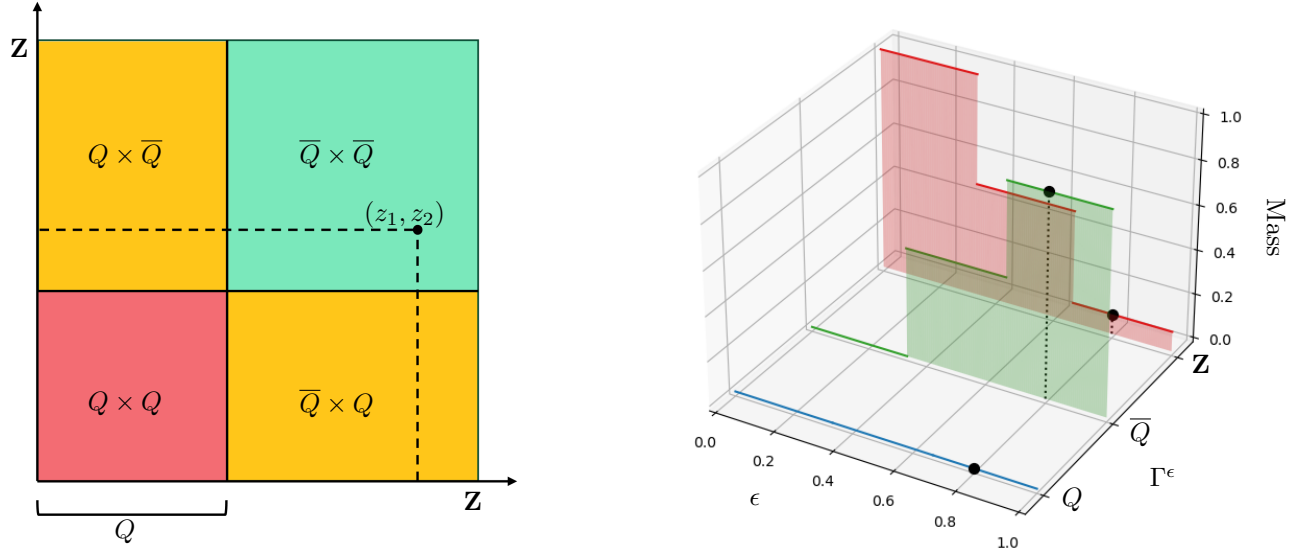 Z
Q × Q̅
Q̅ × Q̅
(z₁, z₂)
Q × Q
Q̅ × Q
Z
Q
1.0
0.8
0.6
0.4
0.2
0.0
Mass
Z
Q̅
Γ^ϵ
Q
0.0
0.2
0.4
0.6
0.8
1.0
ϵ